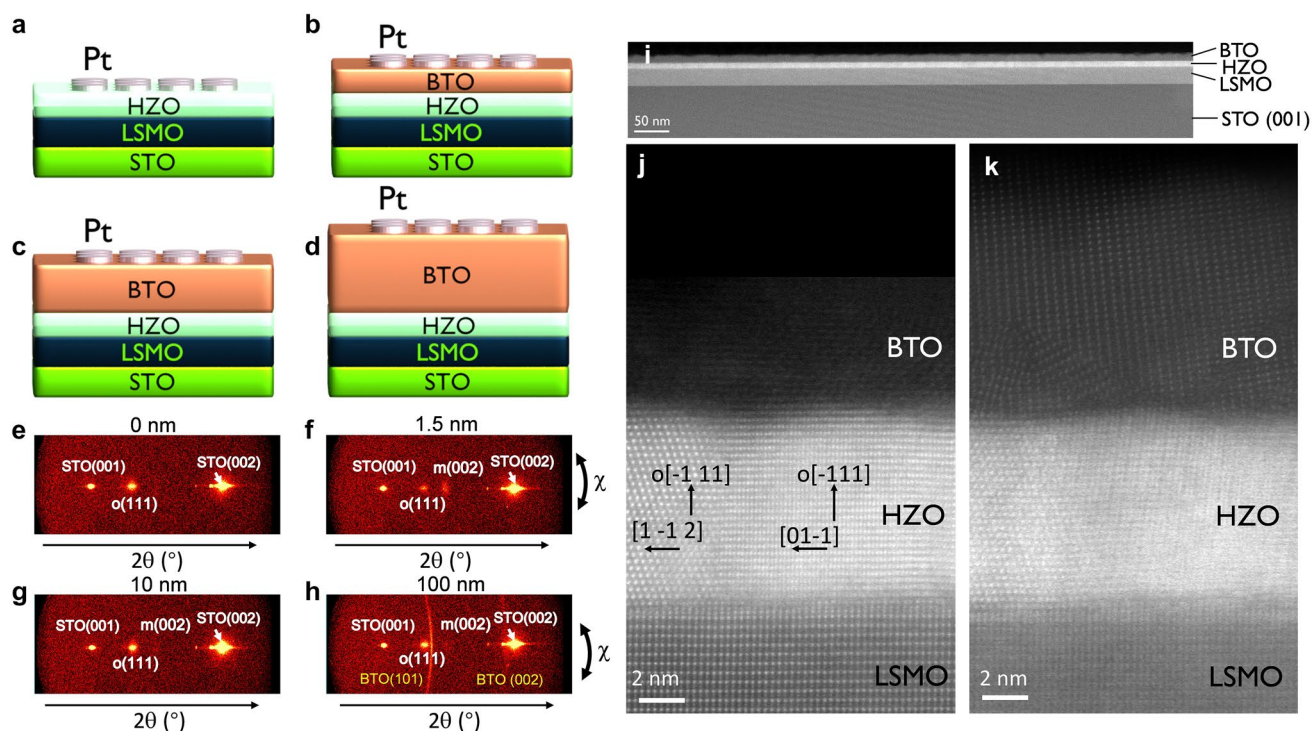 a
Pt
HZO
LSMO
STO
b
Pt
BTO
HZO
LSMO
STO
c
Pt
BTO
HZO
LSMO
STO
d
Pt
BTO
HZO
LSMO
STO
e
0 nm
STO(001)
o(111)
STO(002)
2θ (°)
f
1.5 nm
STO(001)
m(002)
STO(002)
o(111)
χ
2θ (°)
g
10 nm
STO(001)
m(002)
STO(002)
o(111)
2θ (°)
h
100 nm
STO(001)
m(002)
STO(002)
o(111)
BTO(101)
BTO (002)
χ
2θ (°)
i
50 nm
BTO
HZO
LSMO
STO (001)
j
BTO
o[-1 11]
o[-111]
HZO
[1 -1 2]
[01-1]
2 nm
LSMO
k
BTO
HZO
2 nm
LSMO